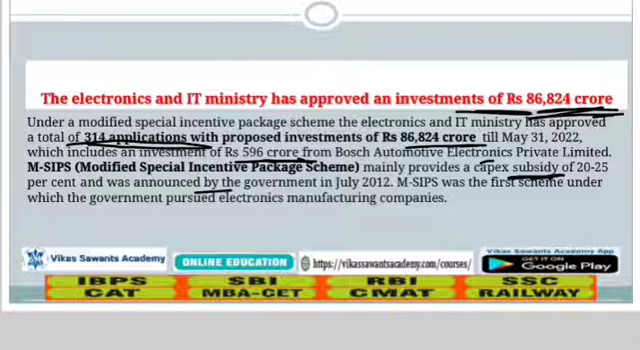 The electronics and IT ministry has approved an investments of Rs 86,824 crore
Under a modified special incentive package scheme the electronics and IT ministry has approved
a total of 314 applications with proposed investments of Rs 86,824 crore till May 31, 2022,
which includes an investment of Rs 596 crore from Bosch Automotive Electronics Private Limited.
M-SIPS (Modified Special Incentive Package Scheme) mainly provides a capex subsidy of 20-25
per cent and was announced by the government in July 2012. M-SIPS was the first scheme under
which the government pursued electronics manufacturing companies.
Vikas Sawants Academy
ONLINE EDUCATION
https://vikassawantsacademy.com/courses/
Vikas Sawants Academy App
GET IT ON
Google Play
IBPS SBI RBI SSC
CAT MBA-CET CMAT RAILWAY